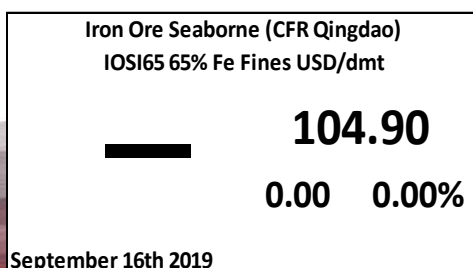 Iron Ore Seaborne (CFR Qingdao)
IOSI65 65% Fe Fines USD/dmt
104.90
0.00 0.00%
September 16th 2019